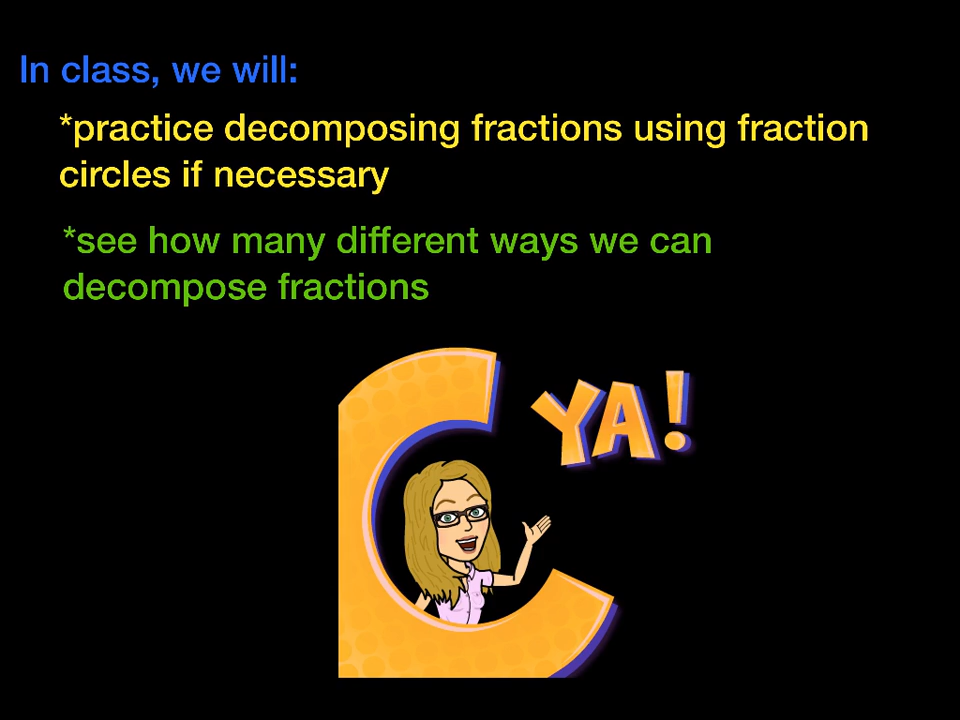 In class, we will:
*practice decomposing fractions using fraction
circles if necessary
*see how many different ways we can
decompose fractions
C YA!